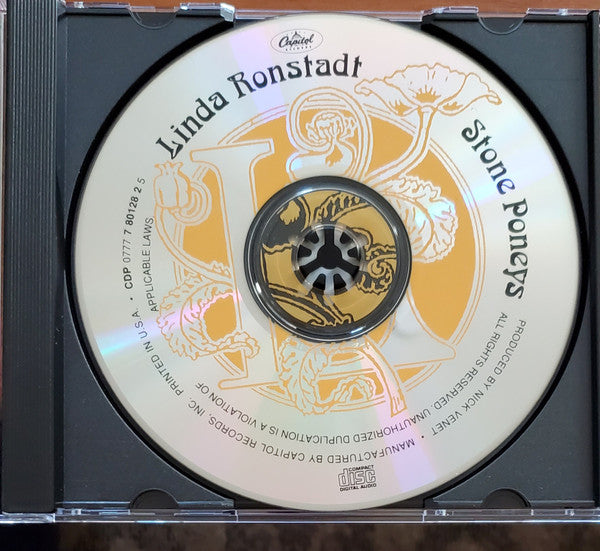 Capitol
RECORDS
Linda Ronstadt
Stone Poneys
PRODUCED BY NICK VENET • MANUFACTURED BY CAPITOL RECORDS, INC. PRINTED IN U.S.A. • CDP 0777 7 80128 2 5
ALL RIGHTS RESERVED. UNAUTHORIZED DUPLICATION IS A VIOLATION OF APPLICABLE LAWS.
COMPACT
disc
DIGITAL AUDIO